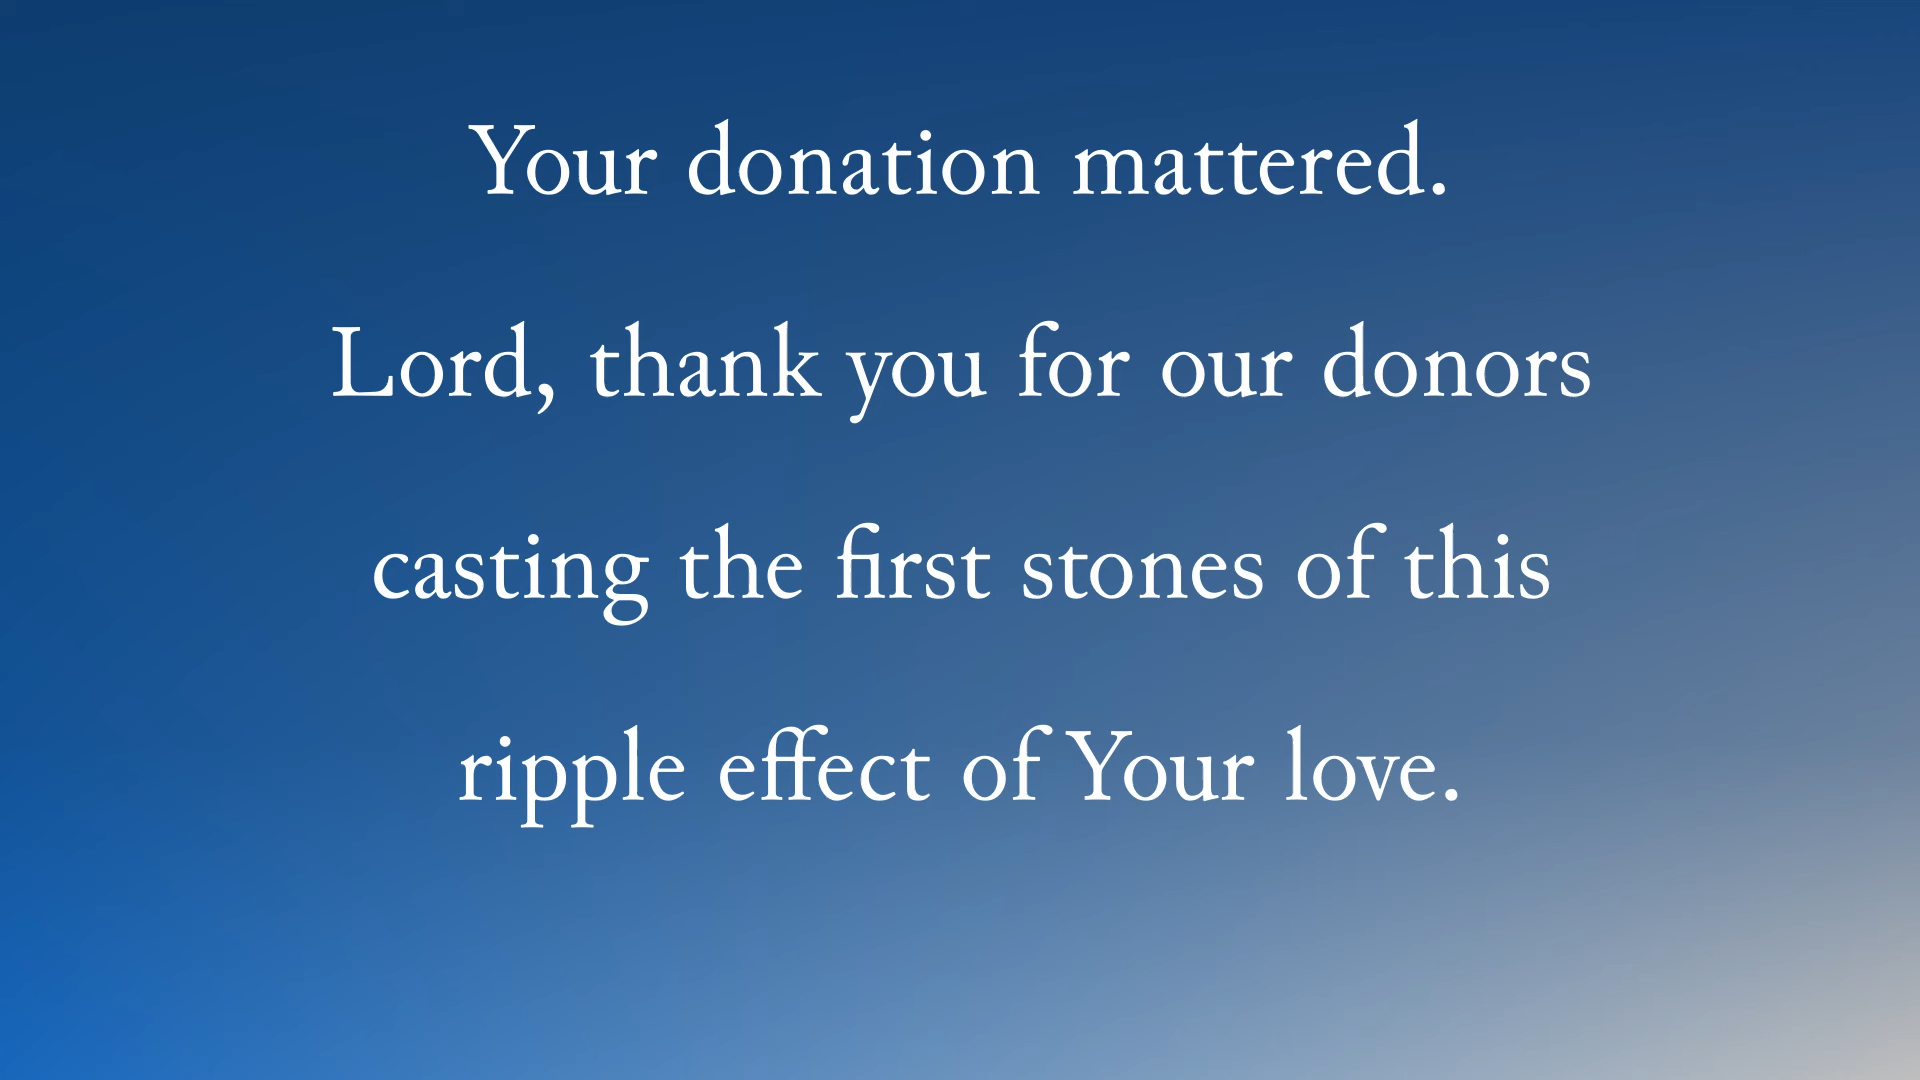 Your donation mattered.
Lord, thank you for our donors
casting the first stones of this
ripple effect of Your love.